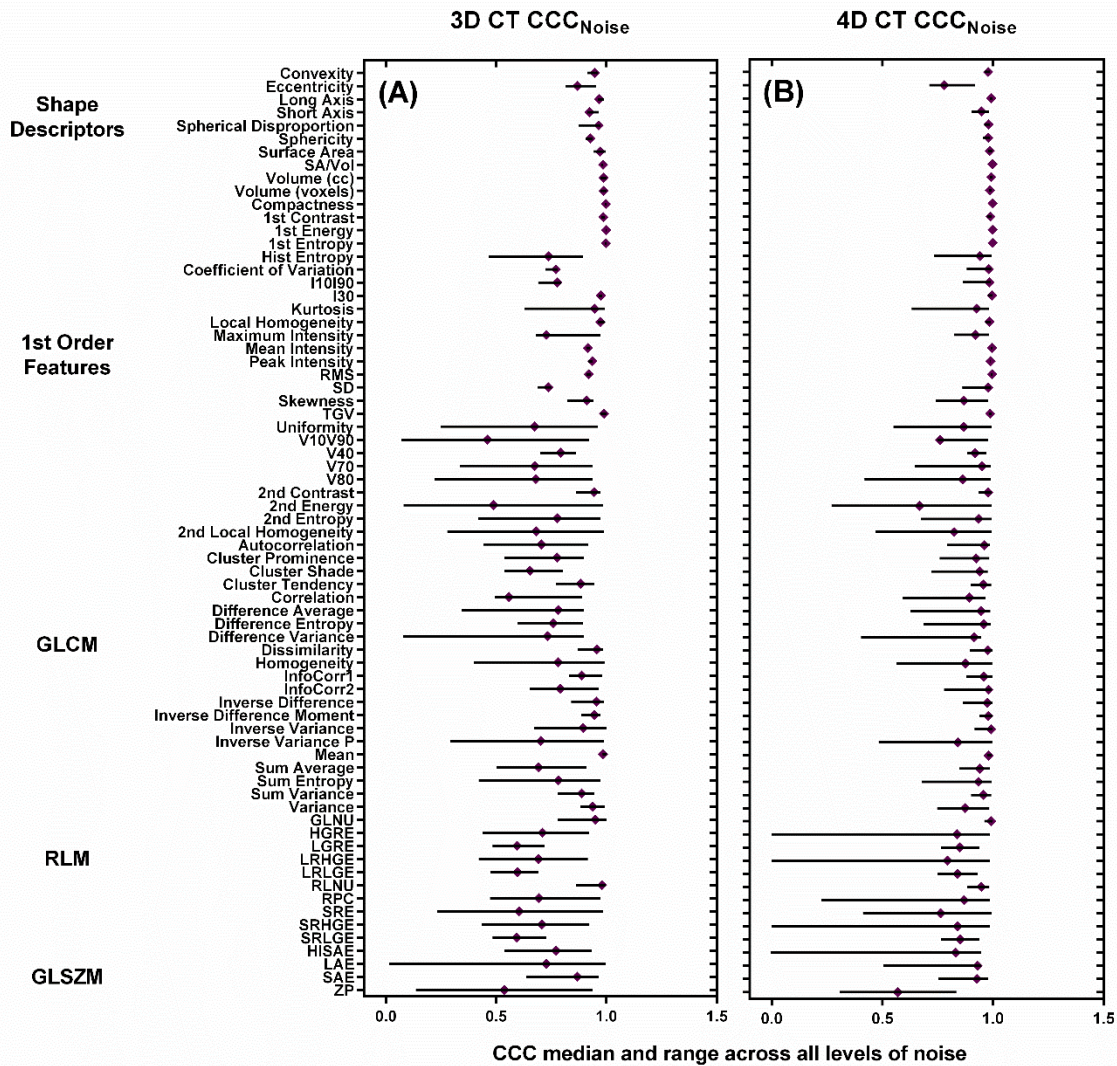 3D CT CCCNoise
4D CT CCCNoise
(A)
(B)
Shape
Descriptors
1st Order
Features
GLCM
RLM
GLSZM
Convexity
Eccentricity
Long Axis
Short Axis
Spherical Disproportion
Sphericity
Surface Area
SA/Vol
Volume (cc)
Volume (voxels)
Compactness
1st Contrast
1st Energy
1st Entropy
Hist Entropy
Coefficient of Variation
I10I90
I30
Kurtosis
Local Homogeneity
Maximum Intensity
Mean Intensity
Peak Intensity
RMS
SD
Skewness
TGV
Uniformity
V10V90
V40
V70
V80
2nd Contrast
2nd Energy
2nd Entropy
2nd Local Homogeneity
Autocorrelation
Cluster Prominence
Cluster Shade
Cluster Tendency
Correlation
Difference Average
Difference Entropy
Difference Variance
Dissimilarity
Homogeneity
InfoCorr1
InfoCorr2
Inverse Difference
Inverse Difference Moment
Inverse Variance
Inverse Variance P
Mean
Sum Average
Sum Entropy
Sum Variance
Variance
GLNU
HGRE
LGRE
LRHGE
LRLGE
RLNU
RPC
SRE
SRHGE
SRLGE
HISAE
LAE
SAE
ZP
0.0 0.5 1.0 1.5
0.0 0.5 1.0 1.5
CCC median and range across all levels of noise